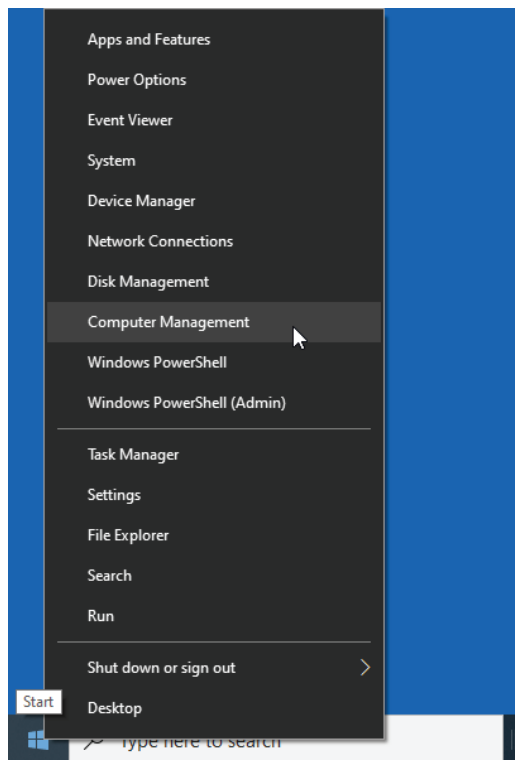 Apps and Features
Power Options
Event Viewer
System
Device Manager
Network Connections
Disk Management
Computer Management
Windows PowerShell
Windows PowerShell (Admin)
Task Manager
Settings
File Explorer
Search
Run
Shut down or sign out
Desktop
Start
Type here to search